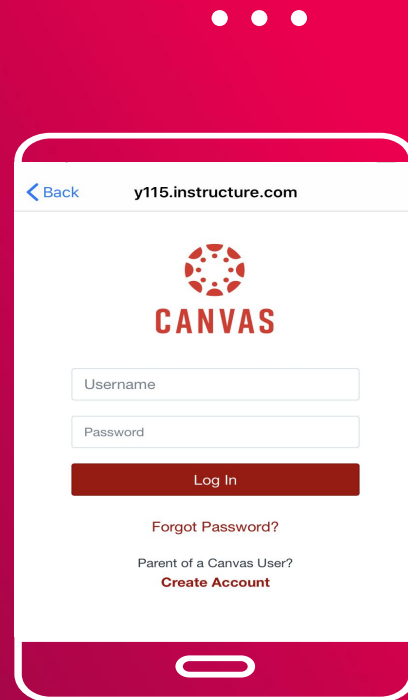 Back
y115.instructure.com
CANVAS
Username
Password
Log In
Forgot Password?
Parent of a Canvas User?
Create Account